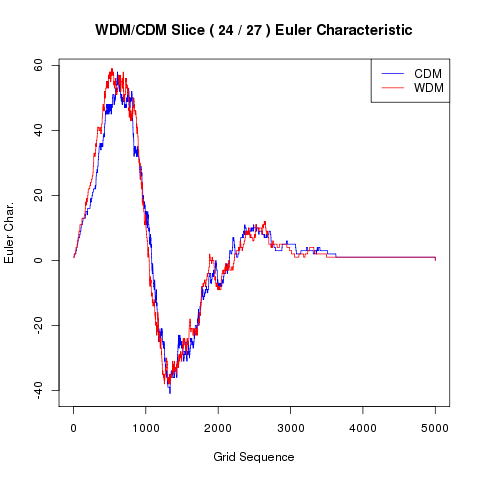 WDM/CDM Slice ( 24 / 27 ) Euler Characteristic
CDM
WDM
Euler Char.
60
40
20
0
-20
-40
0 1000 2000 3000 4000 5000
Grid Sequence